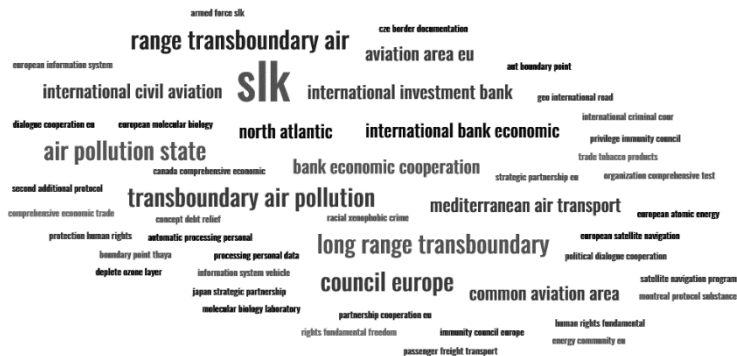 armed force slk
cze border documentation
range transboundary air
aviation area eu
european information system
aut boundary point
slk
international civil aviation
international investment bank
geo international road
international criminal cour
dialogue cooperation eu
european molecular biology
north atlantic
international bank economic
privilege immunity council
air pollution state
trade tobacco products
canada comprehensive economic
bank economic cooperation
strategic partnership eu
organization comprehensive test
second additional protocol
transboundary air pollution
mediterranean air transport
comprehensive economic trade
concept debt relief
racial xenophobic crime
european atomic energy
protection human rights
automatic processing personal
long range transboundary
european satellite navigation
boundary point thaya
processing personal data
political dialogue cooperation
deplete ozone layer
information system vehicle
council europe
satellite navigation program
japan strategic partnership
common aviation area
montreal protocol substance
molecular biology laboratory
partnership cooperation eu
human rights fundamental
rights fundamental freedom
immunity council europe
energy community eu
passenger freight transport